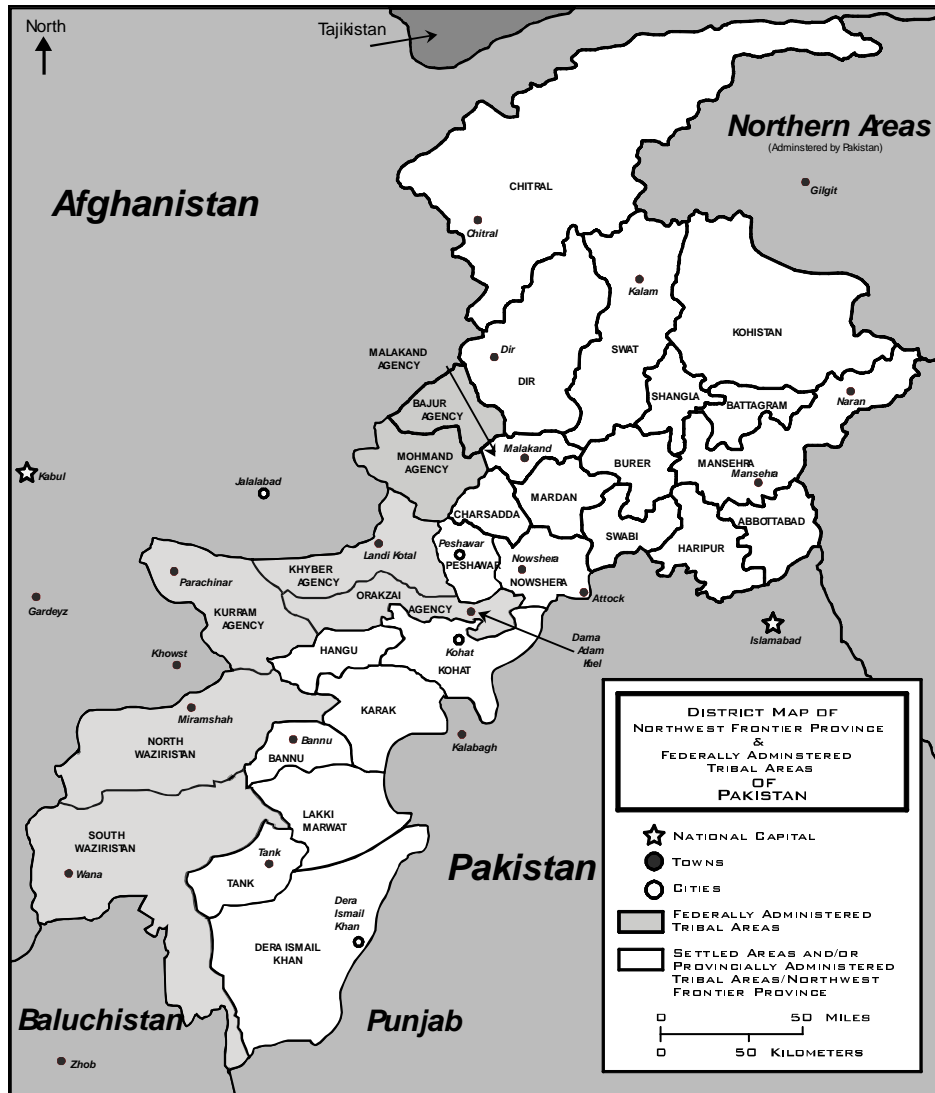 North
Tajikistan
Northern Areas
(Adminstered by Pakistan)
Gilgit
Afghanistan
CHITRAL
Chitral
Kalam
KOHISTAN
Dir
SWAT
MALAKAND
AGENCY
DIR
SHANGLA
BATTAGRAM
Naran
BAJUR
AGENCY
Malakand
MOHMAND
AGENCY
BURER
MANSEHRA
Mansehra
Kabul
Jalalabad
MARDAN
CHARSADDA
ABBOTTABAD
SWABI
HARIPUR
Landi Kotal
Peshawar
PESHAWAR
Nowshera
NOWSHERA
Parachinar
KHYBER
AGENCY
Attock
Gardeyz
ORAKZAI
AGENCY
KURRAM
AGENCY
Islamabad
Dama
Adam
Khel
HANGU
Kohat
KOHAT
Khowst
Miramshah
KARAK
NORTH
WAZIRISTAN
Bannu
BANNU
Kalabagh
LAKKI
MARWAT
SOUTH
WAZIRISTAN
Tank
TANK
Wana
Pakistan
Dera
Ismail
Khan
DERA ISMAIL
KHAN
Baluchistan
Punjab
Zhob
DISTRICT MAP OF
NORTHWEST FRONTIER PROVINCE
&
FEDERALLY ADMINSTERED
TRIBAL AREAS
OF
PAKISTAN
NATIONAL CAPITAL
TOWNS
CITIES
FEDERALLY ADMINISTERED
TRIBAL AREAS
SETTLED AREAS AND/OR
PROVINCIALLY ADMINISTERED
TRIBAL AREAS/NORTHWEST
FRONTIER PROVINCE
0 50 MILES
0 50 KILOMETERS